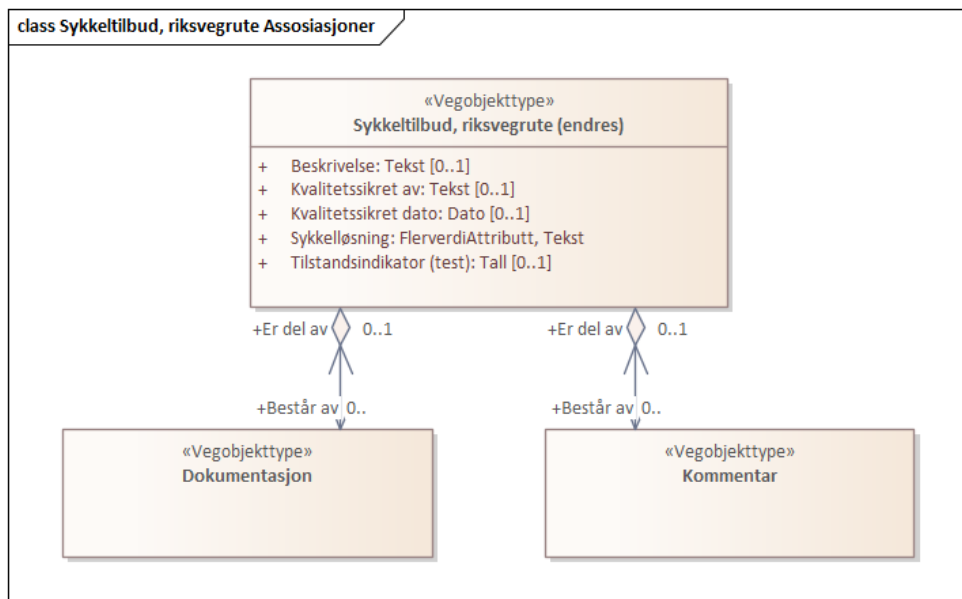 class Sykkeltilbud, riksvegrute Assosiasjoner
«Vegobjekttype»
Sykkeltilbud, riksvegrute (endres)
+ Beskrivelse: Tekst [0..1]
+ Kvalitetssikret av: Tekst [0..1]
+ Kvalitetssikret dato: Dato [0..1]
+ Sykkelløsning: FlerverdiAttributt, Tekst
+ Tilstandsindikator (test): Tall [0..1]
+Er del av 0..1
+Er del av 0..1
+Består av 0..
+Består av 0..
«Vegobjekttype»
Dokumentasjon
«Vegobjekttype»
Kommentar